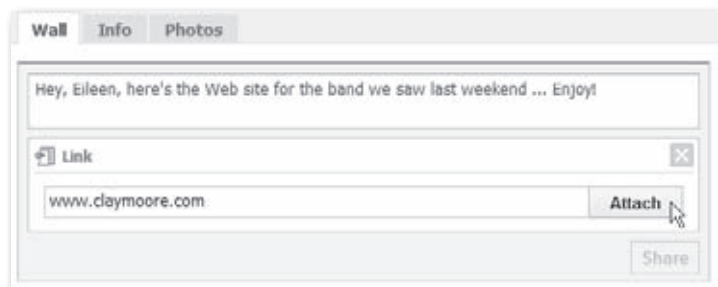 Wall Info Photos
Hey, Eileen, here's the Web site for the band we saw last weekend ... Enjoy!
Link
www.claymoore.com Attach
Share